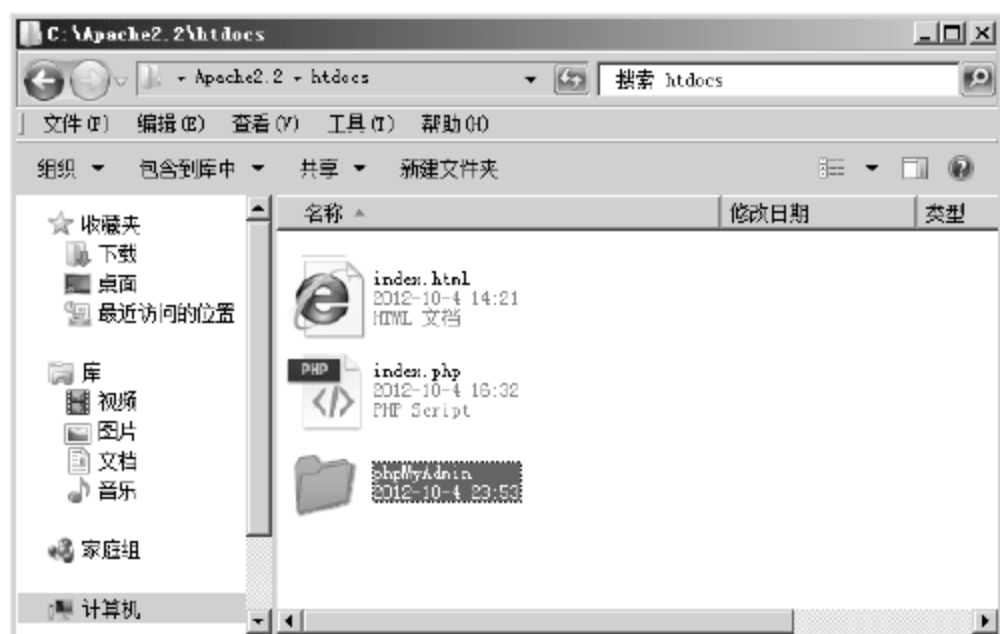 C:\Apache2.2\htdocs
Apache2.2 htdocs
搜索 htdocs
文件(F) 编辑(E) 查看(V) 工具(T) 帮助(H)
组织 包含到库中 共享 新建文件夹
收藏夹
下载
桌面
最近访问的位置
库
视频
图片
文档
音乐
家庭组
计算机
名称 修改日期 类型
index.html
2012-10-4 14:21
HTML 文档
PHP
index.php
2012-10-4 16:32
PHP Script
phpMyAdmin
2012-10-4 23:53